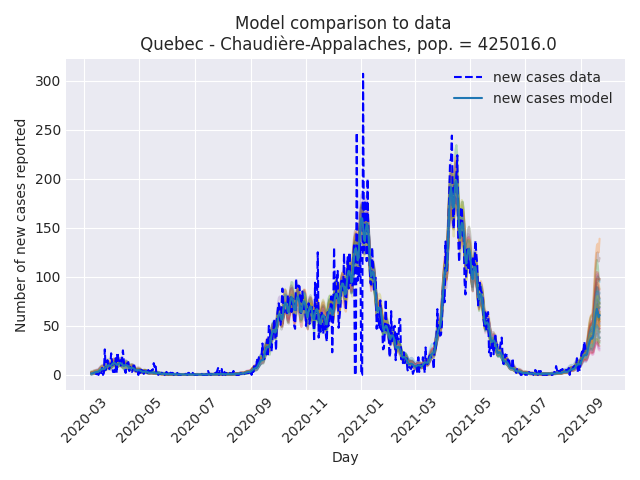 Model comparison to data
Quebec - Chaudière-Appalaches, pop. = 425016.0
new cases data
new cases model
Number of new cases reported
300
250
200
150
100
50
0
2020-03
2020-05
2020-07
2020-09
2020-11
2021-01
2021-03
2021-05
2021-07
2021-09
Day